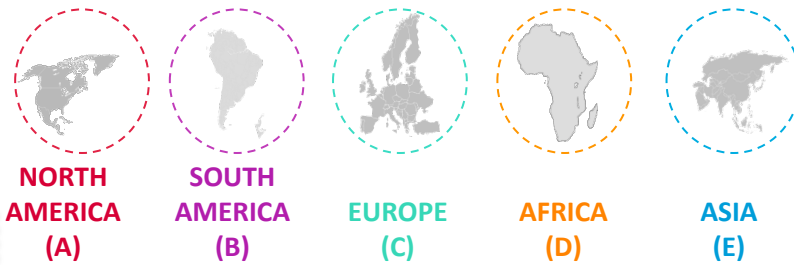 NORTH
AMERICA
(A)
SOUTH
AMERICA
(B)
EUROPE
(C)
AFRICA
(D)
ASIA
(E)